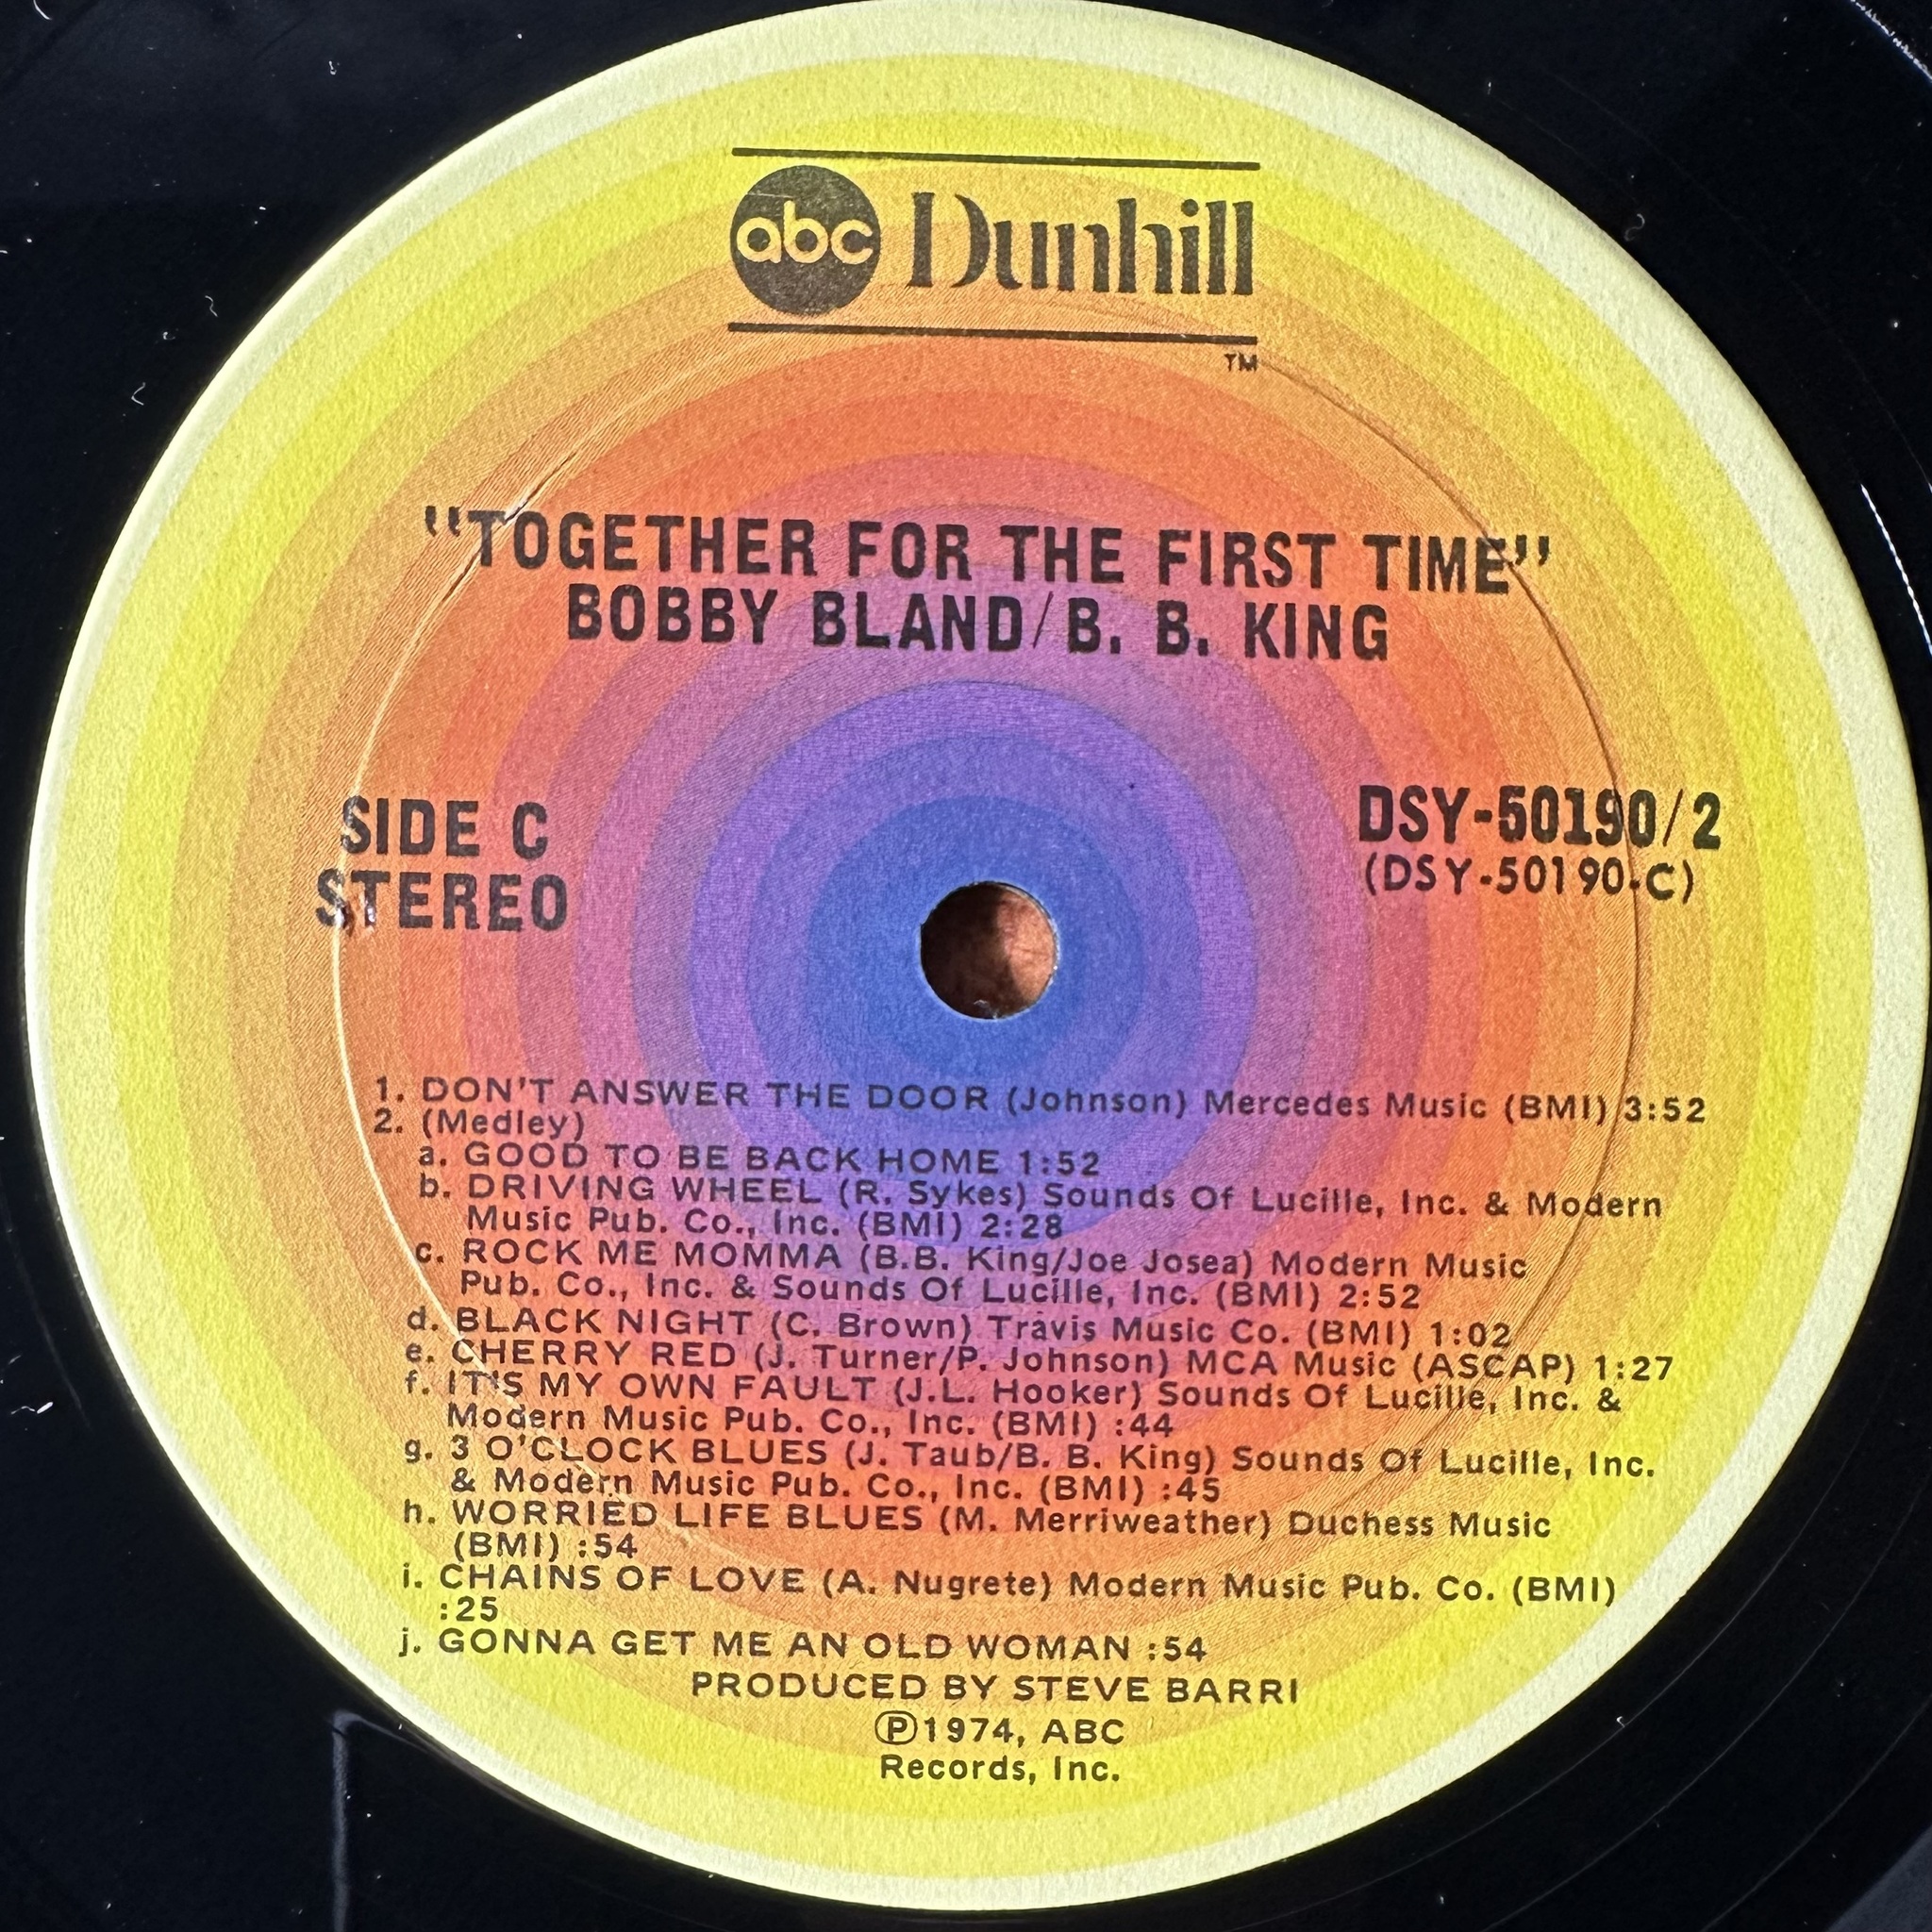 abc Dunhill
TM
"TOGETHER FOR THE FIRST TIME"
BOBBY BLAND/B. B. KING
SIDE C
STEREO
DSY-50190/2
(DSY-50190-C)
1. DON'T ANSWER THE DOOR (Johnson) Mercedes Music (BMI) 3:52
2. (Medley)
a. GOOD TO BE BACK HOME 1:52
b. DRIVING WHEEL (R. Sykes) Sounds Of Lucille, Inc. & Modern
Music Pub. Co., Inc. (BMI) 2:28
c. ROCK ME MOMMA (B.B. King/Joe Josea) Modern Music
Pub. Co., Inc. & Sounds Of Lucille, Inc. (BMI) 2:52
d. BLACK NIGHT (C. Brown) Travis Music Co. (BMI) 1:02
e. CHERRY RED (J. Turner/P. Johnson) MCA Music (ASCAP) 1:27
f. IT'S MY OWN FAULT (J.L. Hooker) Sounds Of Lucille, Inc. &
Modern Music Pub. Co., Inc. (BMI) :44
g. 3 O'CLOCK BLUES (J. Taub/B. B. King) Sounds Of Lucille, Inc.
& Modern Music Pub. Co., Inc. (BMI) :45
h. WORRIED LIFE BLUES (M. Merriweather) Duchess Music
(BMI) :54
i. CHAINS OF LOVE (A. Nugrete) Modern Music Pub. Co. (BMI)
:25
j. GONNA GET ME AN OLD WOMAN :54
PRODUCED BY STEVE BARRI
Ⓟ1974, ABC
Records, Inc.